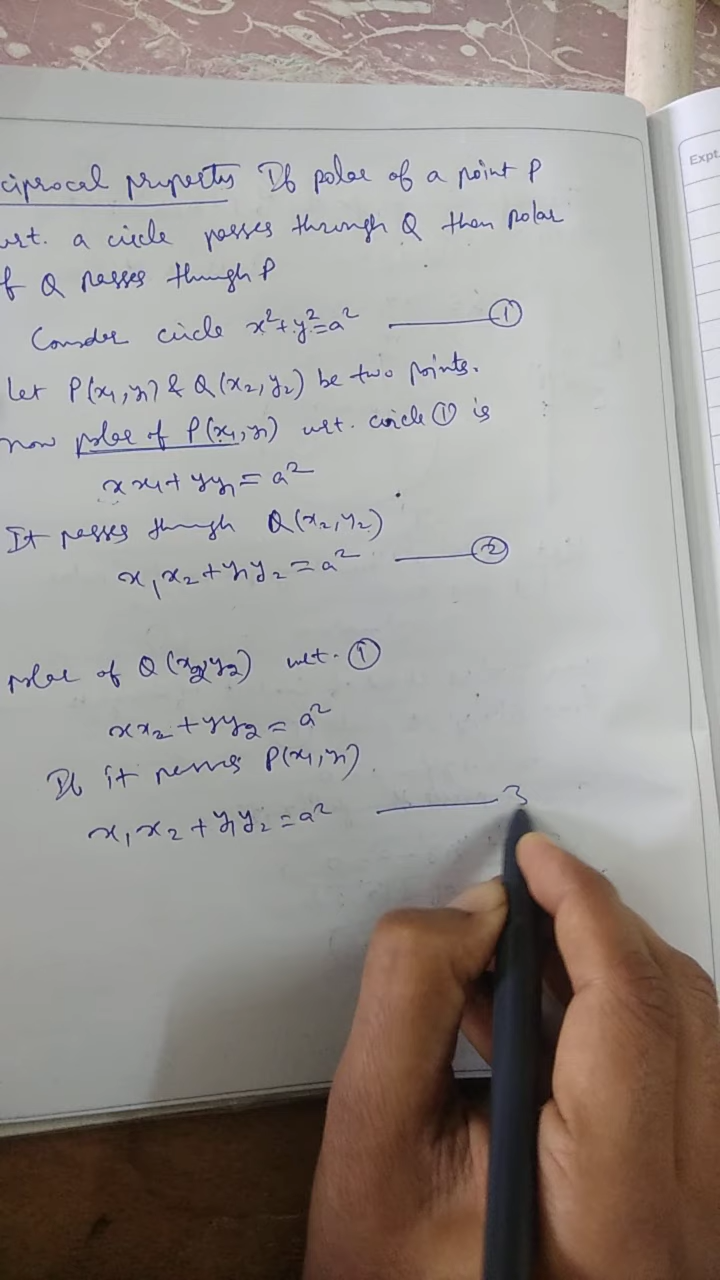 ciprocal property If polar of a point P
wrt. a circle passes through Q then polar
f Q passes through P
Consider circle x²+y²=a² ——— ①
Let P(x₁,y₁) & Q(x₂,y₂) be two points.
now polar of P(x₁,y₁) wrt. circle ① is
xx₁+yy₁=a²
It passes through Q(x₂,y₂)
x₁x₂+y₁y₂=a² ——— ②
polar of Q(x₂,y₂) wrt. ①
xx₂+yy₂=a²
If it passes P(x₁,y₁)
x₁x₂+y₁y₂=a² ——— 3
Expt.